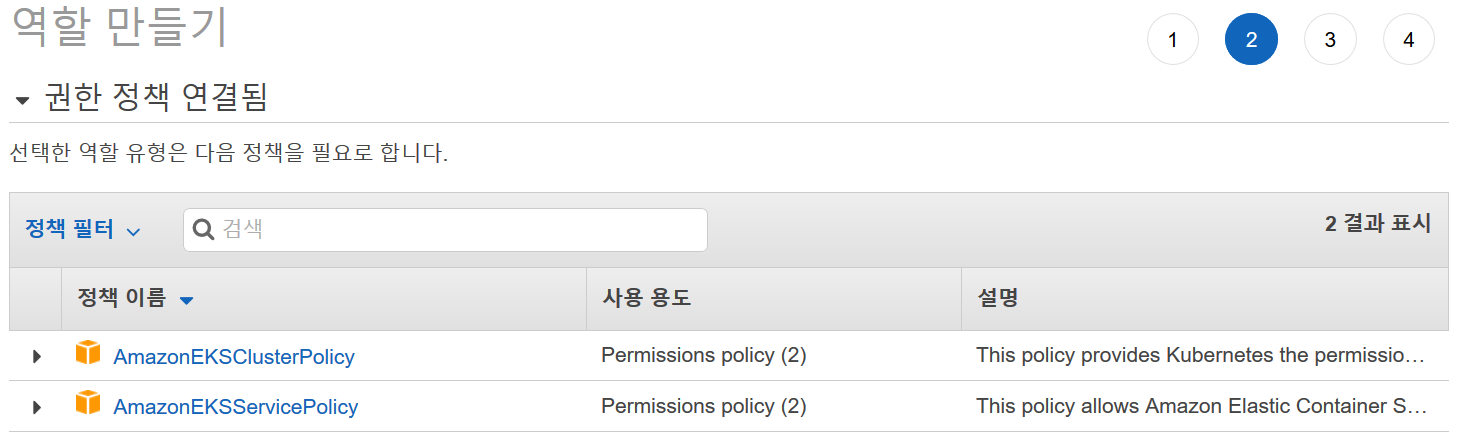 역할 만들기
1 2 3 4
권한 정책 연결됨
선택한 역할 유형은 다음 정책을 필요로 합니다.
정책 필터 검색 2 결과 표시
정책 이름 사용 용도 설명
AmazonEKSClusterPolicy Permissions policy (2) This policy provides Kubernetes the permissio…
AmazonEKSServicePolicy Permissions policy (2) This policy allows Amazon Elastic Container S…